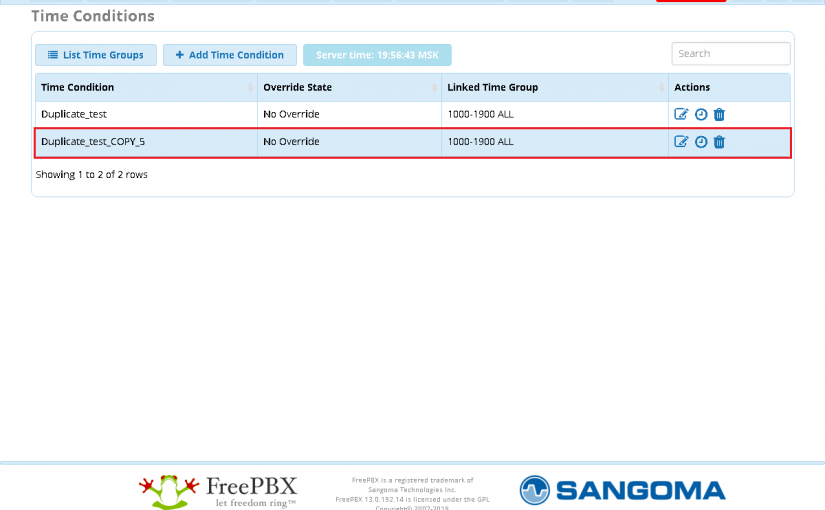 Time Conditions
List Time Groups
+ Add Time Condition
Server time: 19:56:43 MSK
Search
Time Condition Override State Linked Time Group Actions
Duplicate_test No Override 1000-1900 ALL
Duplicate_test_COPY_5 No Override 1000-1900 ALL
Showing 1 to 2 of 2 rows
FreePBX
let freedom ring™
FreePBX is a registered trademark of
Sangoma Technologies Inc.
FreePBX 13.0.192.14 is licensed under the GPL
Copyright© 2007-2019
SANGOMA